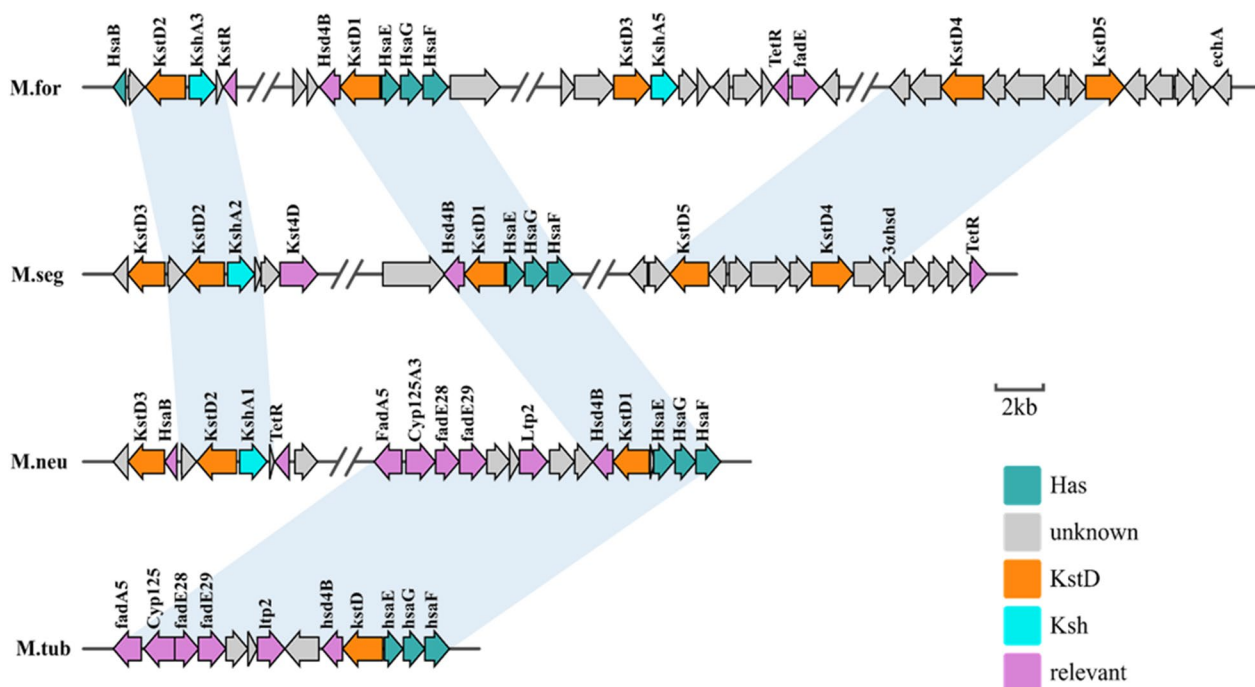 HsaB KstD2 KshA3 KstR Hsd4B KstD1 HsaE HsaG HsaF KstD3 KshA5 TetR fadE KstD4 KstD5 echA
M.for
KstD3 KstD2 KshA2 Kst4D Hsd4B KstD1 HsaE HsaG HsaF KstD5 KstD4 3αhsd TetR
M.seg
KstD3 HsaB KstD2 KshA1 TetR FadA5 Cyp125A3 fadE28 fadE29 Ltp2 Hsd4B KstD1 HsaE HsaG HsaF
M.neu
2kb
Has
unknown
KstD
Ksh
relevant
fadA5 Cyp125 fadE28 fadE29 ltp2 hsd4B kstD hsaE hsaG hsaF
M.tub